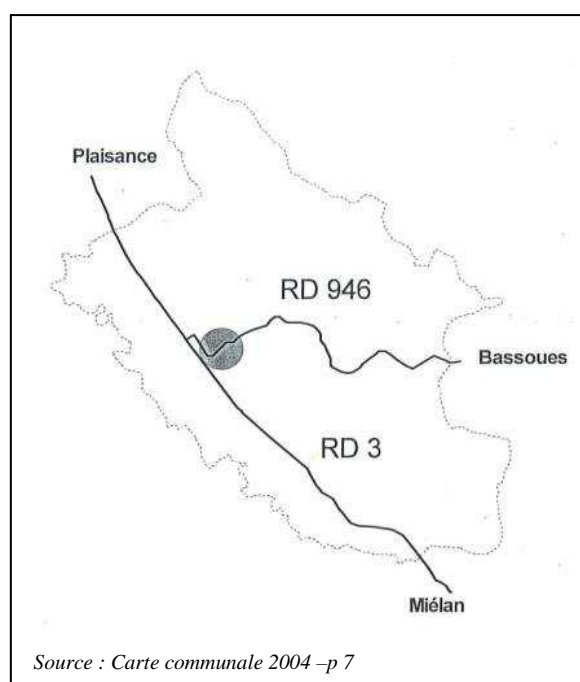 Plaisance
RD 946
Bassoues
RD 3
Miélan
Source : Carte communale 2004 –p 7